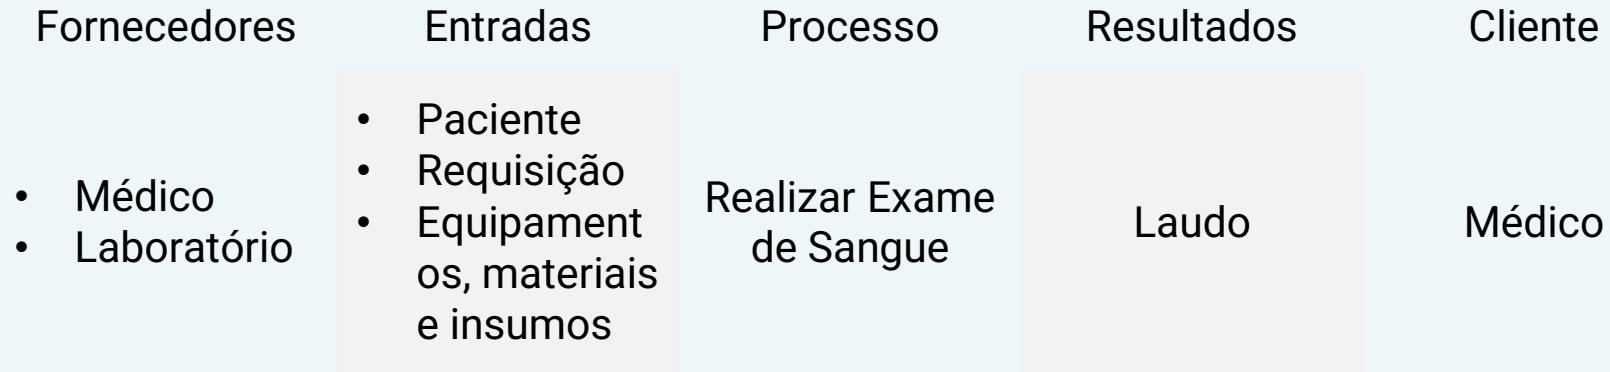 Fornecedores
Entradas
Processo
Resultados
Cliente
• Médico
• Laboratório
• Paciente
• Requisição
• Equipament
os, materiais
e insumos
Realizar Exame
de Sangue
Laudo
Médico